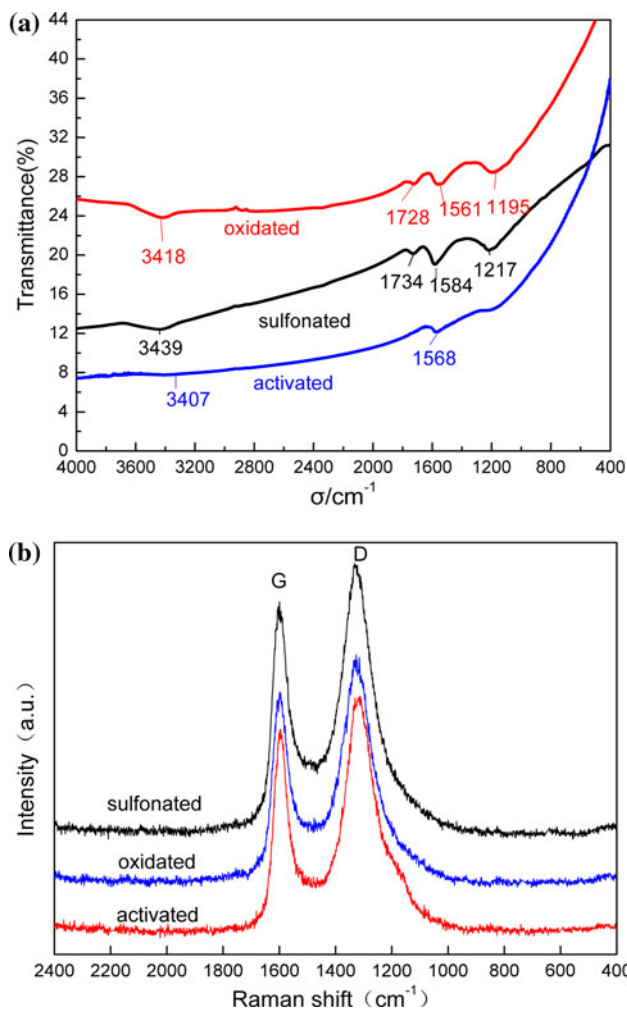 (a)
44
40
36
32
28
24
20
16
12
8
4
0
Transmittance(%)
oxidated
3418
1728
1561
1195
sulfonated
3439
1734
1584
1217
activated
3407
1568
4000 3600 3200 2800 2400 2000 1600 1200 800 400
σ/cm⁻¹
(b)
G
D
Intensity (a.u.)
sulfonated
oxidated
activated
2400 2200 2000 1800 1600 1400 1200 1000 800 600 400
Raman shift (cm⁻¹)